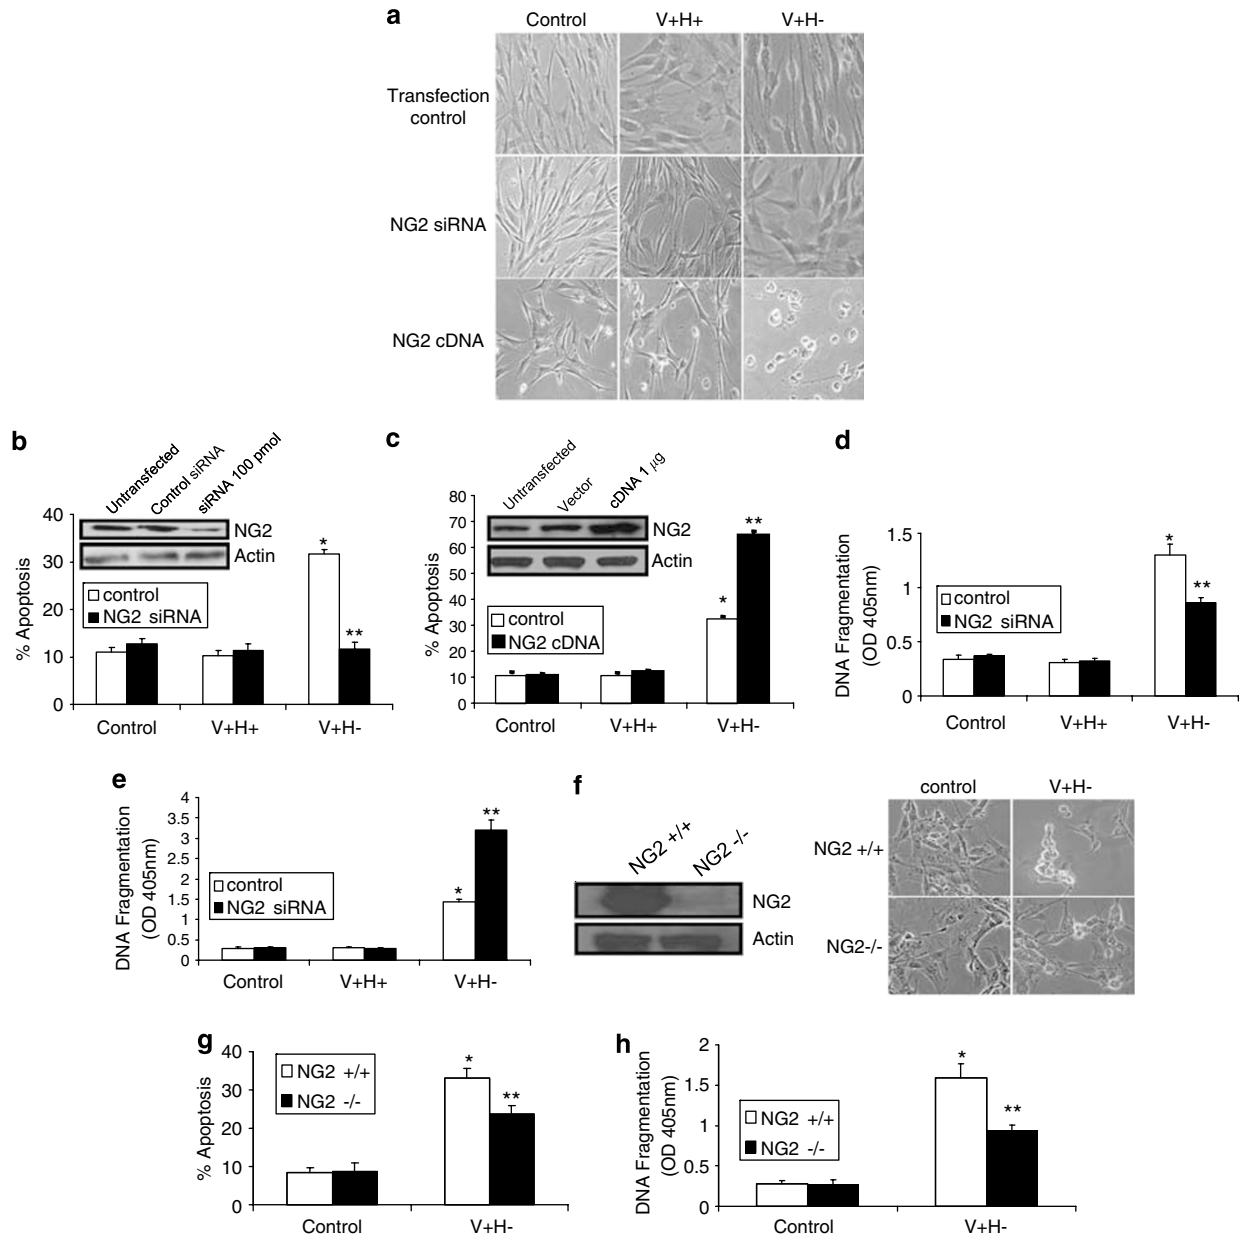 a
Control
V+H+
V+H-
Transfection
control
NG2 siRNA
NG2 cDNA
b
Untransfected
Control siRNA
siRNA 100 pmol
NG2
Actin
control
NG2 siRNA
% Apoptosis
50
40
30
20
10
0
*
**
Control
V+H+
V+H-
c
Untransfected
Vector
cDNA 1 μg
NG2
Actin
control
NG2 cDNA
% Apoptosis
80
70
60
50
40
30
20
10
0
*
**
Control
V+H+
V+H-
d
control
NG2 siRNA
DNA Fragmentation
(OD 405nm)
1.5
1
0.5
0
*
**
Control
V+H+
V+H-
e
control
NG2 siRNA
DNA Fragmentation
(OD 405nm)
4
3.5
3
2.5
2
1.5
1
0.5
0
*
**
Control
V+H+
V+H-
f
NG2 +/+
NG2 -/-
NG2
Actin
control
V+H-
NG2 +/+
NG2-/-
g
NG2 +/+
NG2 -/-
% Apoptosis
40
30
20
10
0
*
**
Control
V+H-
h
NG2 +/+
NG2 -/-
DNA Fragmentation
(OD 405nm)
2
1.5
1
0.5
0
*
**
Control
V+H-